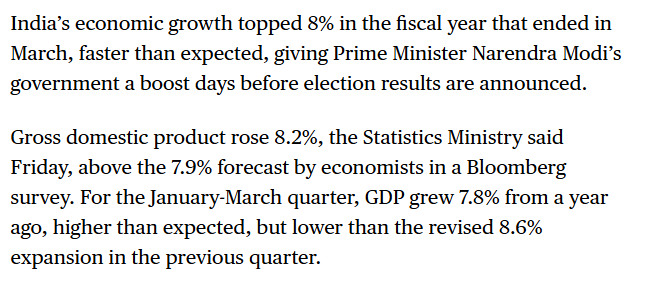 India’s economic growth topped 8% in the fiscal year that ended in
March, faster than expected, giving Prime Minister Narendra Modi’s
government a boost days before election results are announced.
Gross domestic product rose 8.2%, the Statistics Ministry said
Friday, above the 7.9% forecast by economists in a Bloomberg
survey. For the January-March quarter, GDP grew 7.8% from a year
ago, higher than expected, but lower than the revised 8.6%
expansion in the previous quarter.